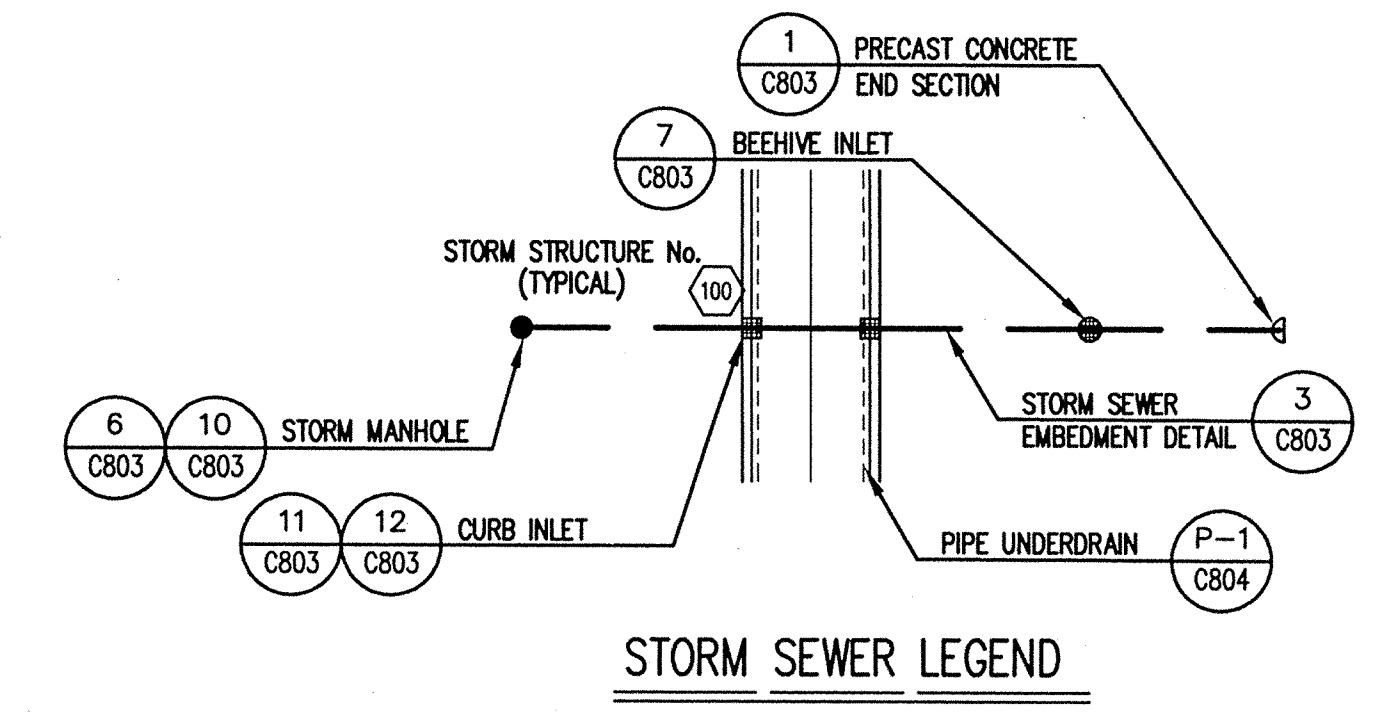 1
C803
PRECAST CONCRETE
END SECTION
7
C803
BEEHIVE INLET
STORM STRUCTURE No.
(TYPICAL)
100
6
C803
10
C803
STORM MANHOLE
STORM SEWER
EMBEDMENT DETAIL
3
C803
11
C803
12
C803
CURB INLET
PIPE UNDERDRAIN
P-1
C804
STORM SEWER LEGEND